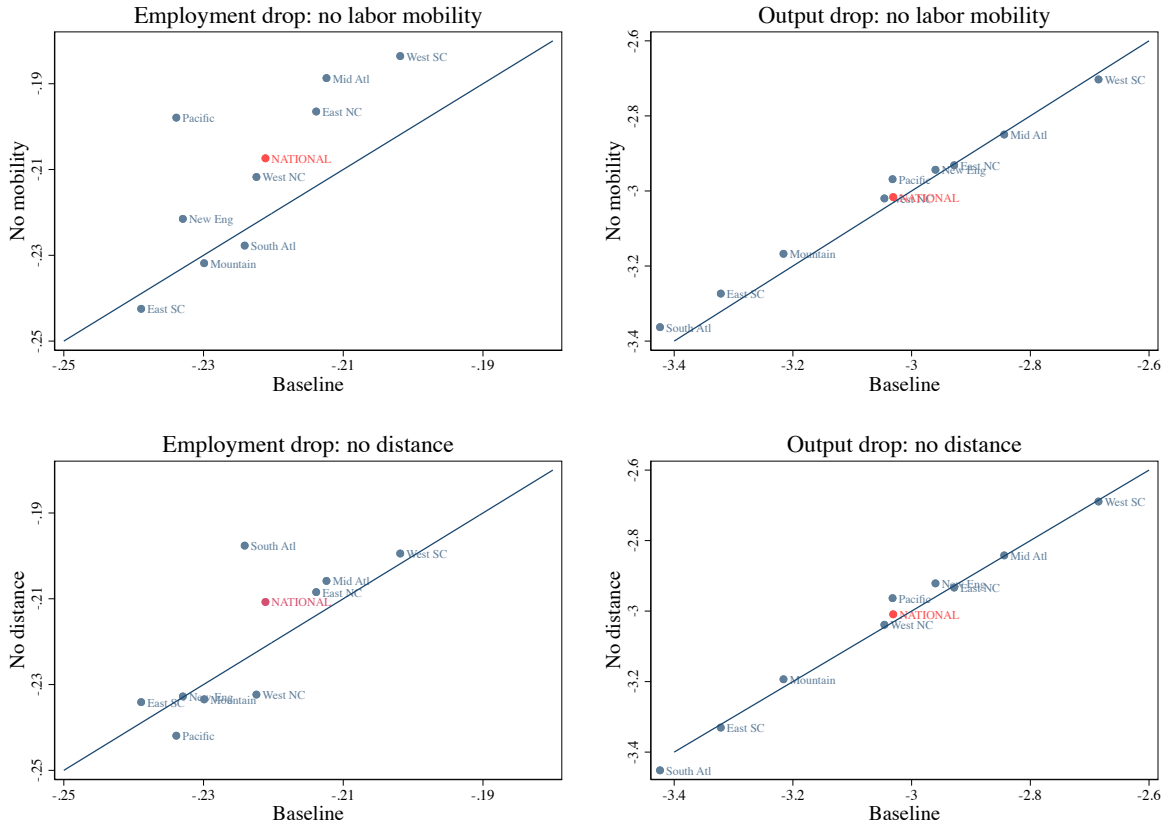 Employment drop: no labor mobility
No mobility
-.19
-.21
-.23
-.25
West SC
Mid Atl
East NC
Pacific
NATIONAL
West NC
New Eng
South Atl
Mountain
East SC
-.25 -.23 -.21 -.19
Baseline
Output drop: no labor mobility
No mobility
-2.6
-2.8
-3
-3.2
-3.4
West SC
Mid Atl
East NC
New Eng
Pacific
West NC
NATIONAL
Mountain
East SC
South Atl
-3.4 -3.2 -3 -2.8 -2.6
Baseline
Employment drop: no distance
No distance
-.19
-.21
-.23
-.25
South Atl
West SC
Mid Atl
East NC
NATIONAL
New Eng
West NC
East SC
Mountain
Pacific
-.25 -.23 -.21 -.19
Baseline
Output drop: no distance
No distance
-2.6
-2.8
-3
-3.2
-3.4
West SC
Mid Atl
New Eng
East NC
Pacific
NATIONAL
West NC
Mountain
East SC
South Atl
-3.4 -3.2 -3 -2.8 -2.6
Baseline